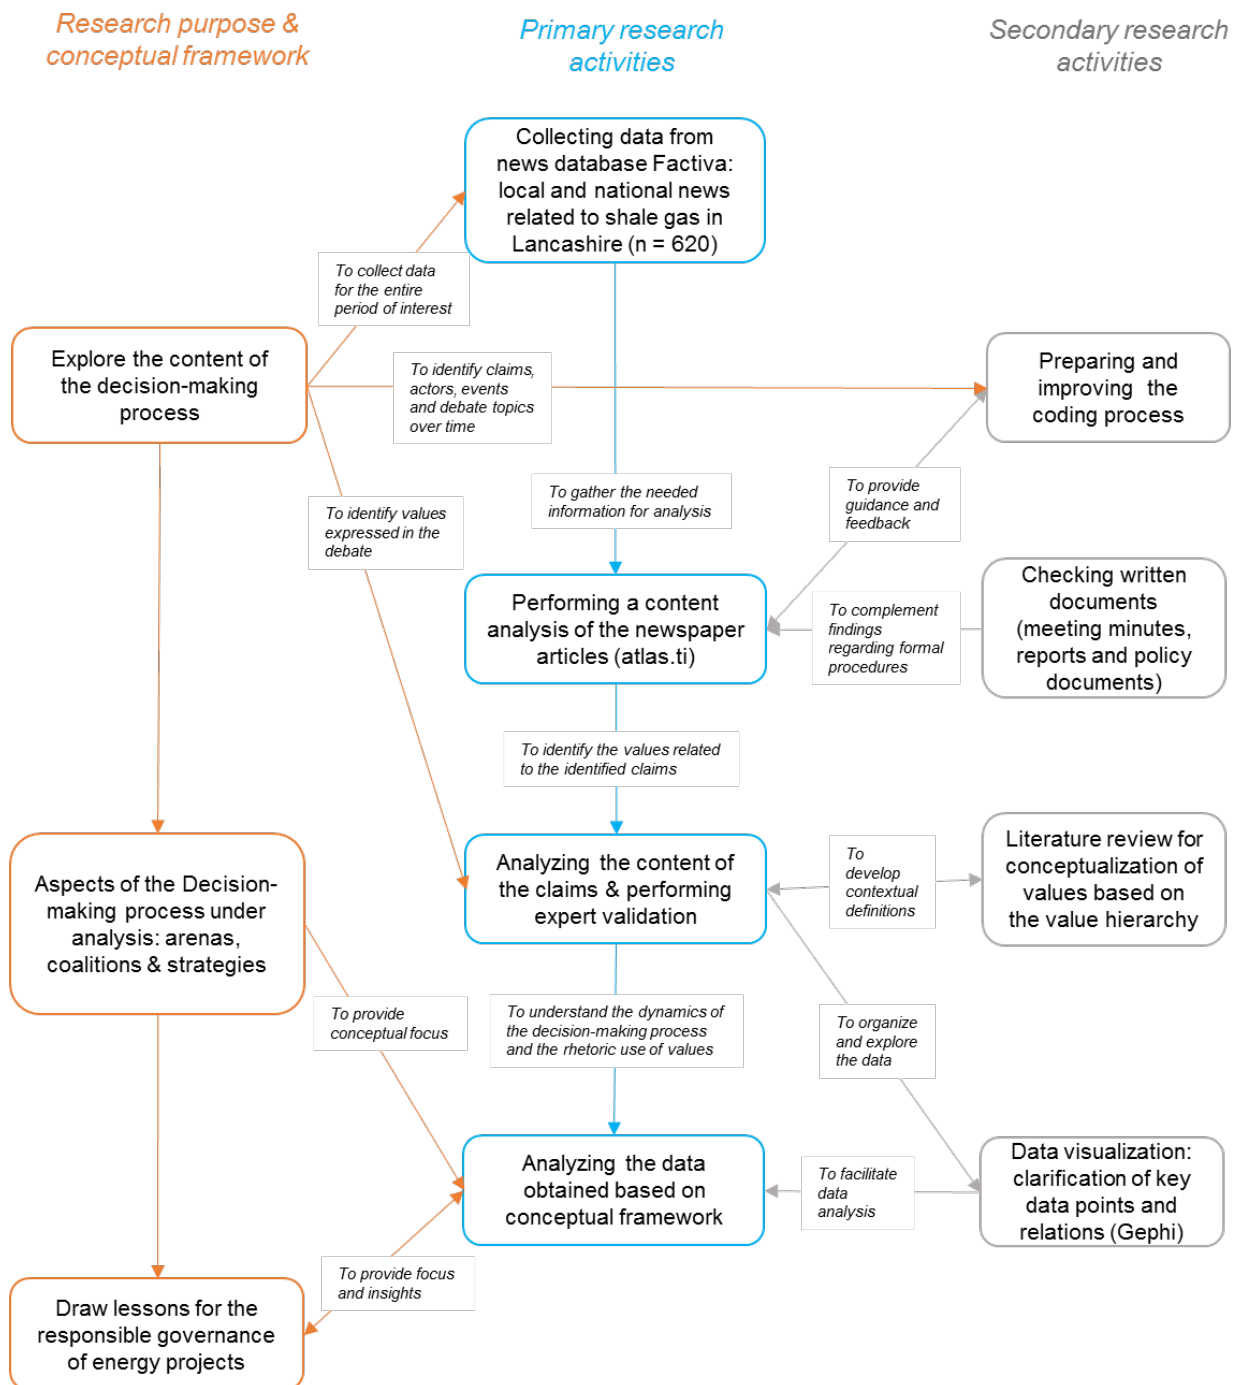 Research purpose &
conceptual framework
Primary research
activities
Secondary research
activities
Collecting data from
news database Factiva:
local and national news
related to shale gas in
Lancashire (n = 620)
To collect data
for the entire
period of interest
Explore the content of
the decision-making
process
To identify claims,
actors, events
and debate topics
over time
Preparing and
improving the
coding process
To identify values
expressed in the
debate
To gather the needed
information for analysis
To provide
guidance and
feedback
Performing a content
analysis of the newspaper
articles (atlas.ti)
To complement
findings
regarding formal
procedures
Checking written
documents
(meeting minutes,
reports and policy
documents)
To identify the values related
to the identified claims
Aspects of the Decision-
making process under
analysis: arenas,
coalitions & strategies
Analyzing the content of
the claims & performing
expert validation
To
develop
contextual
definitions
Literature review for
conceptualization of
values based on
the value hierarchy
To provide
conceptual focus
To understand the dynamics of
the decision-making process
and the rhetoric use of values
To organize
and explore
the data
Analyzing the data
obtained based on
conceptual framework
To facilitate
data
analysis
Data visualization:
clarification of key
data points and
relations (Gephi)
To provide focus
and insights
Draw lessons for the
responsible governance
of energy projects